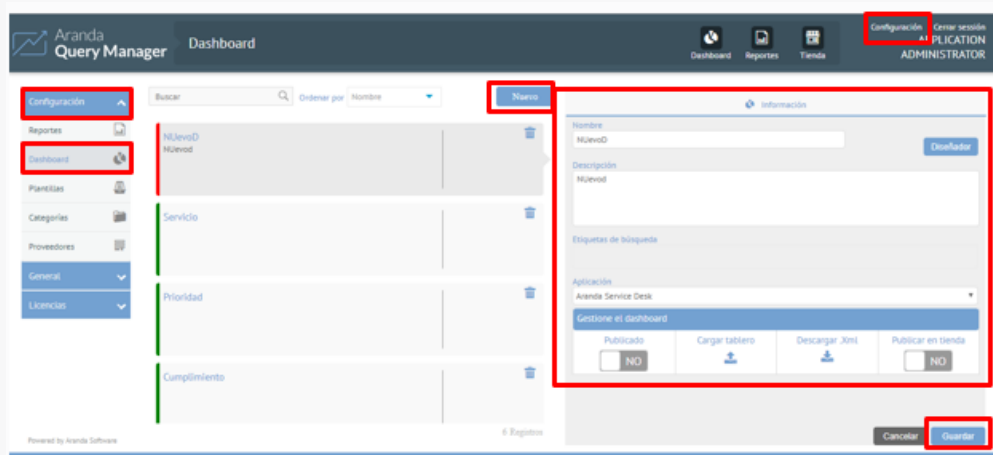 Aranda
Query Manager
Dashboard
Dashboard
Reportes
Tienda
Configuración
Cerrar sesión
APPLICATION
ADMINISTRATOR
Configuración
Reportes
Dashboard
Plantillas
Categorías
Proveedores
General
Licencias
Powered by Aranda Software
Buscar
Ordenar por
Nombre
Nuevo
NUevoD
NUevod
Servicio
Prioridad
Cumplimiento
6 Registros
Información
Nombre
NUevoD
Diseñador
Descripción
NUevod
Etiquetas de búsqueda
Aplicación
Aranda Service Desk
Gestione el dashboard
Publicado
Cargar tablero
Descargar .Xml
Publicar en tienda
NO
NO
Cancelar
Guardar